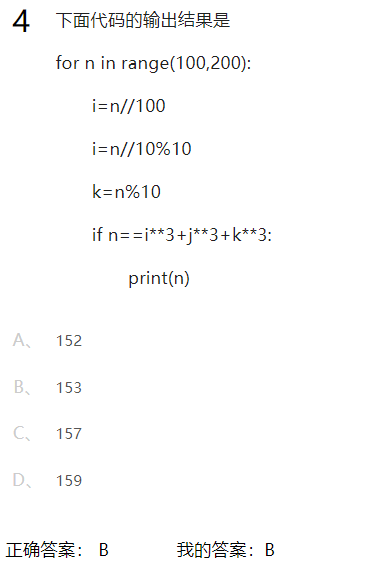 4 下面代码的输出结果是
for n in range(100,200):
i=n//100
i=n//10%10
k=n%10
if n==i**3+j**3+k**3:
print(n)
A、 152
B、 153
C、 157
D、 159
正确答案： B 我的答案：B